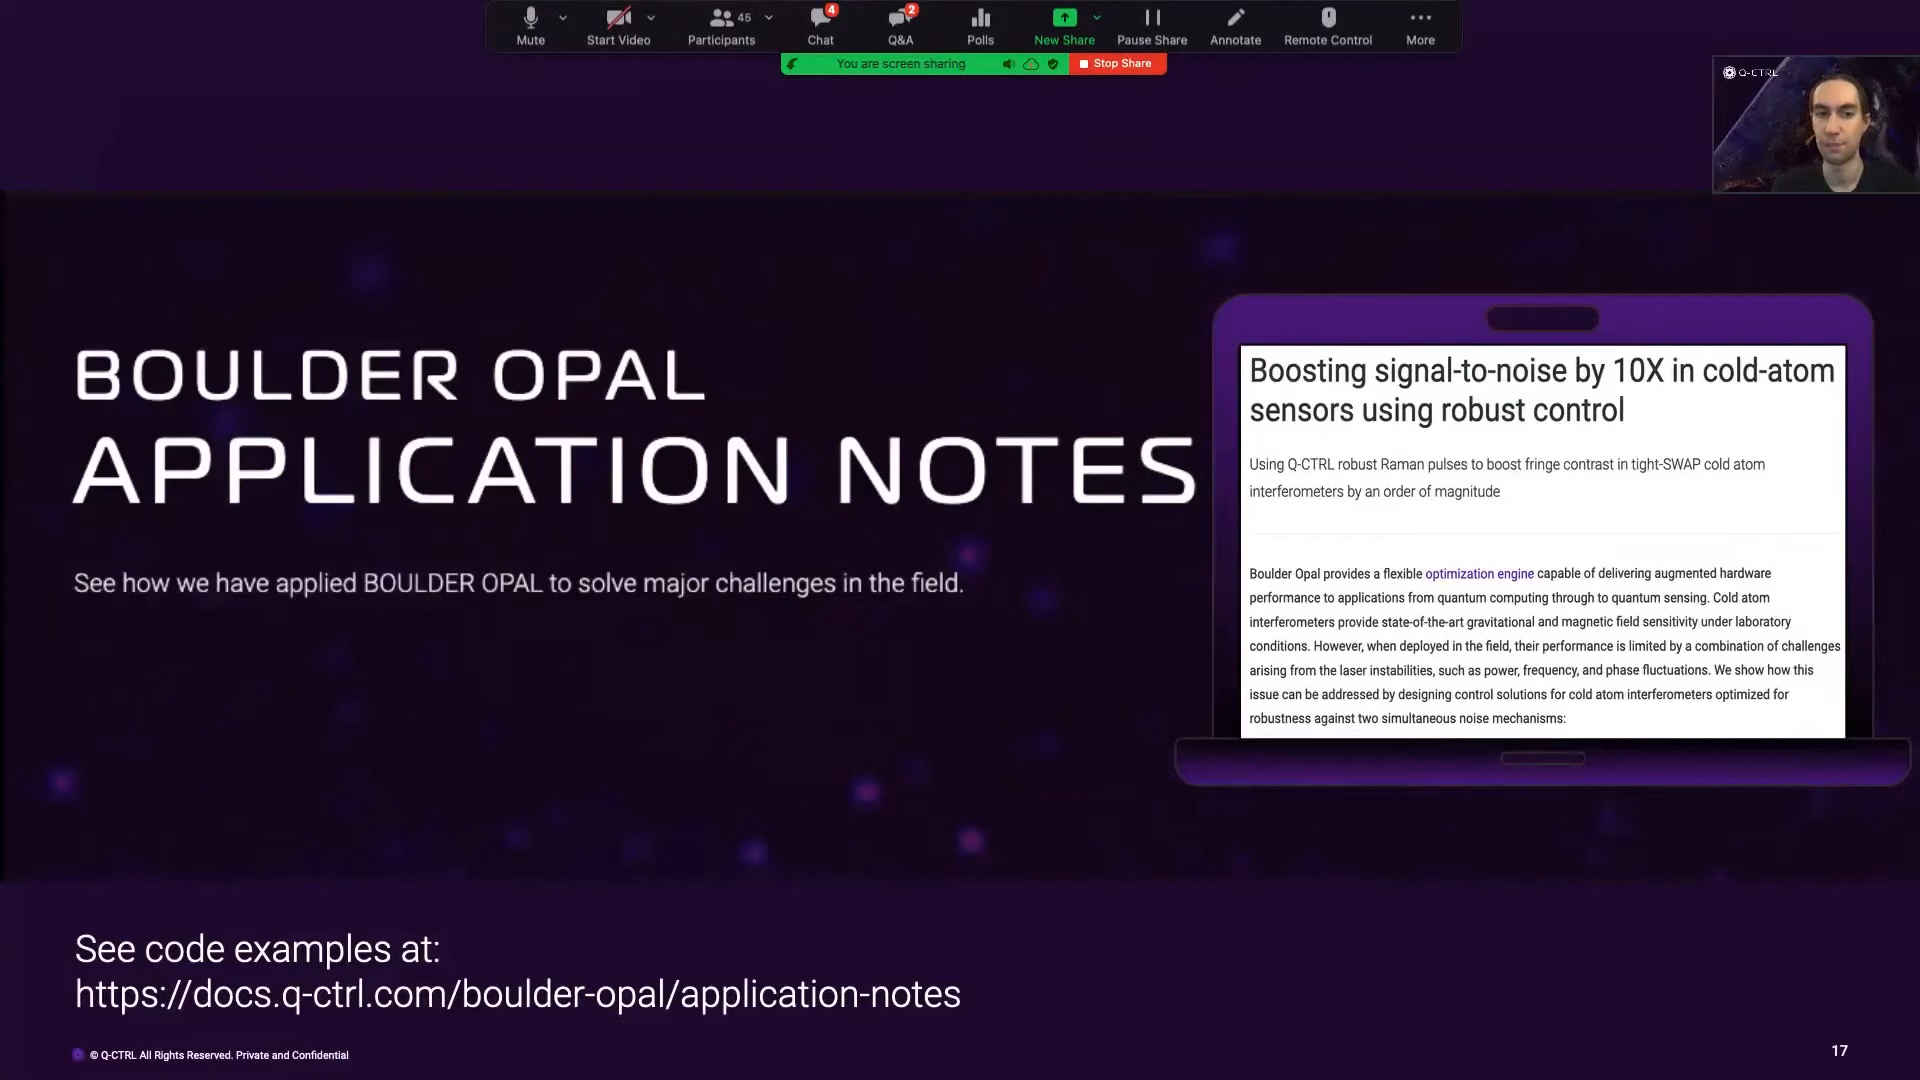 Mute
Start Video
45
Participants
4
Chat
2
Q&A
Polls
New Share
Pause Share
Annotate
Remote Control
More
You are screen sharing
Stop Share
Q-CTRL
BOULDER OPAL
APPLICATION NOTES
See how we have applied BOULDER OPAL to solve major challenges in the field.
Boosting signal-to-noise by 10X in cold-atom
sensors using robust control
Using Q-CTRL robust Raman pulses to boost fringe contrast in tight-SWAP cold atom
interferometers by an order of magnitude
Boulder Opal provides a flexible optimization engine capable of delivering augmented hardware
performance to applications from quantum computing through to quantum sensing. Cold atom
interferometers provide state-of-the-art gravitational and magnetic field sensitivity under laboratory
conditions. However, when deployed in the field, their performance is limited by a combination of challenges
arising from the laser instabilities, such as power, frequency, and phase fluctuations. We show how this
issue can be addressed by designing control solutions for cold atom interferometers optimized for
robustness against two simultaneous noise mechanisms:
See code examples at:
https://docs.q-ctrl.com/boulder-opal/application-notes
© Q-CTRL All Rights Reserved. Private and Confidential
17